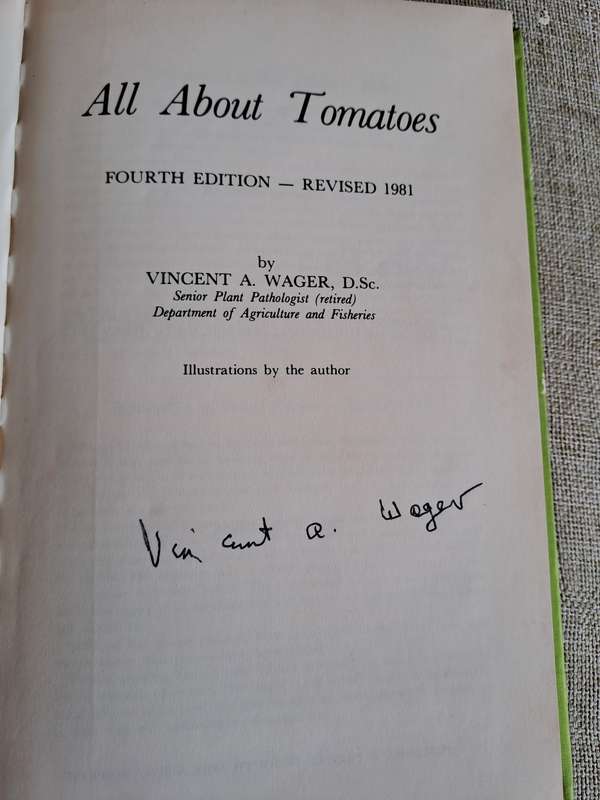 All About Tomatoes
FOURTH EDITION — REVISED 1981
by
VINCENT A. WAGER, D.Sc.
Senior Plant Pathologist (retired)
Department of Agriculture and Fisheries
Illustrations by the author
Vincent a. Wager